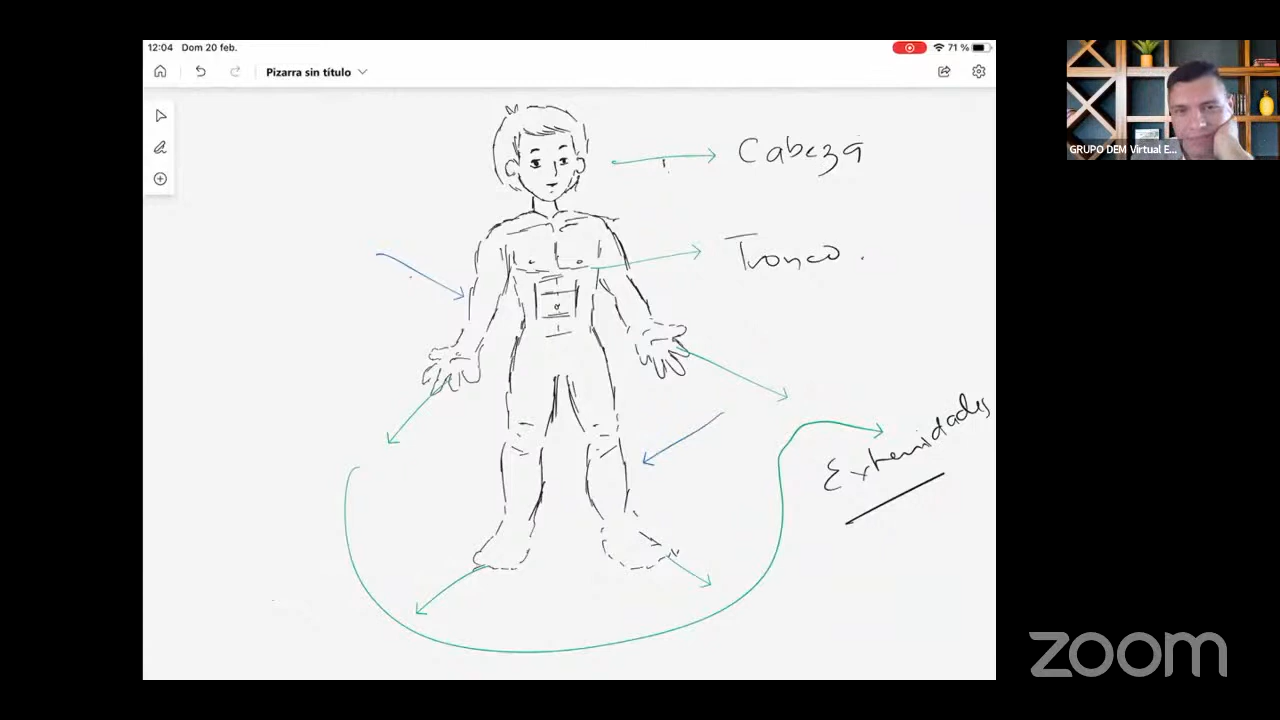 12:04 Dom 20 feb.
71 %
Pizarra sin título
GRUPO DEM Virtual E...
Cabeza
Tronco.
Extremidades
zoom